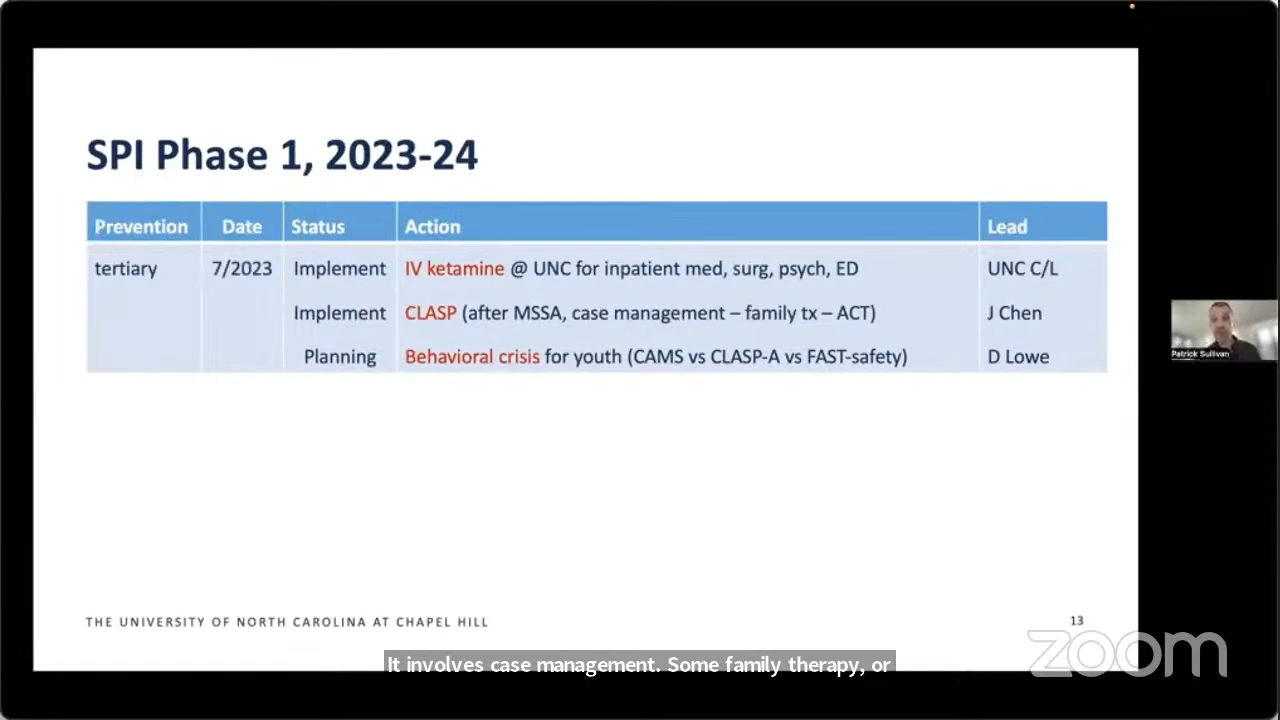 SPI Phase 1, 2023-24
Prevention Date Status Action Lead
tertiary 7/2023 Implement IV ketamine @ UNC for inpatient med, surg, psych, ED UNC C/L
Implement CLASP (after MSSA, case management – family tx – ACT) J Chen
Planning Behavioral crisis for youth (CAMS vs CLASP-A vs FAST-safety) D Lowe
Patrick Sullivan
THE UNIVERSITY OF NORTH CAROLINA AT CHAPEL HILL 13
zoom
It involves case management. Some family therapy, or